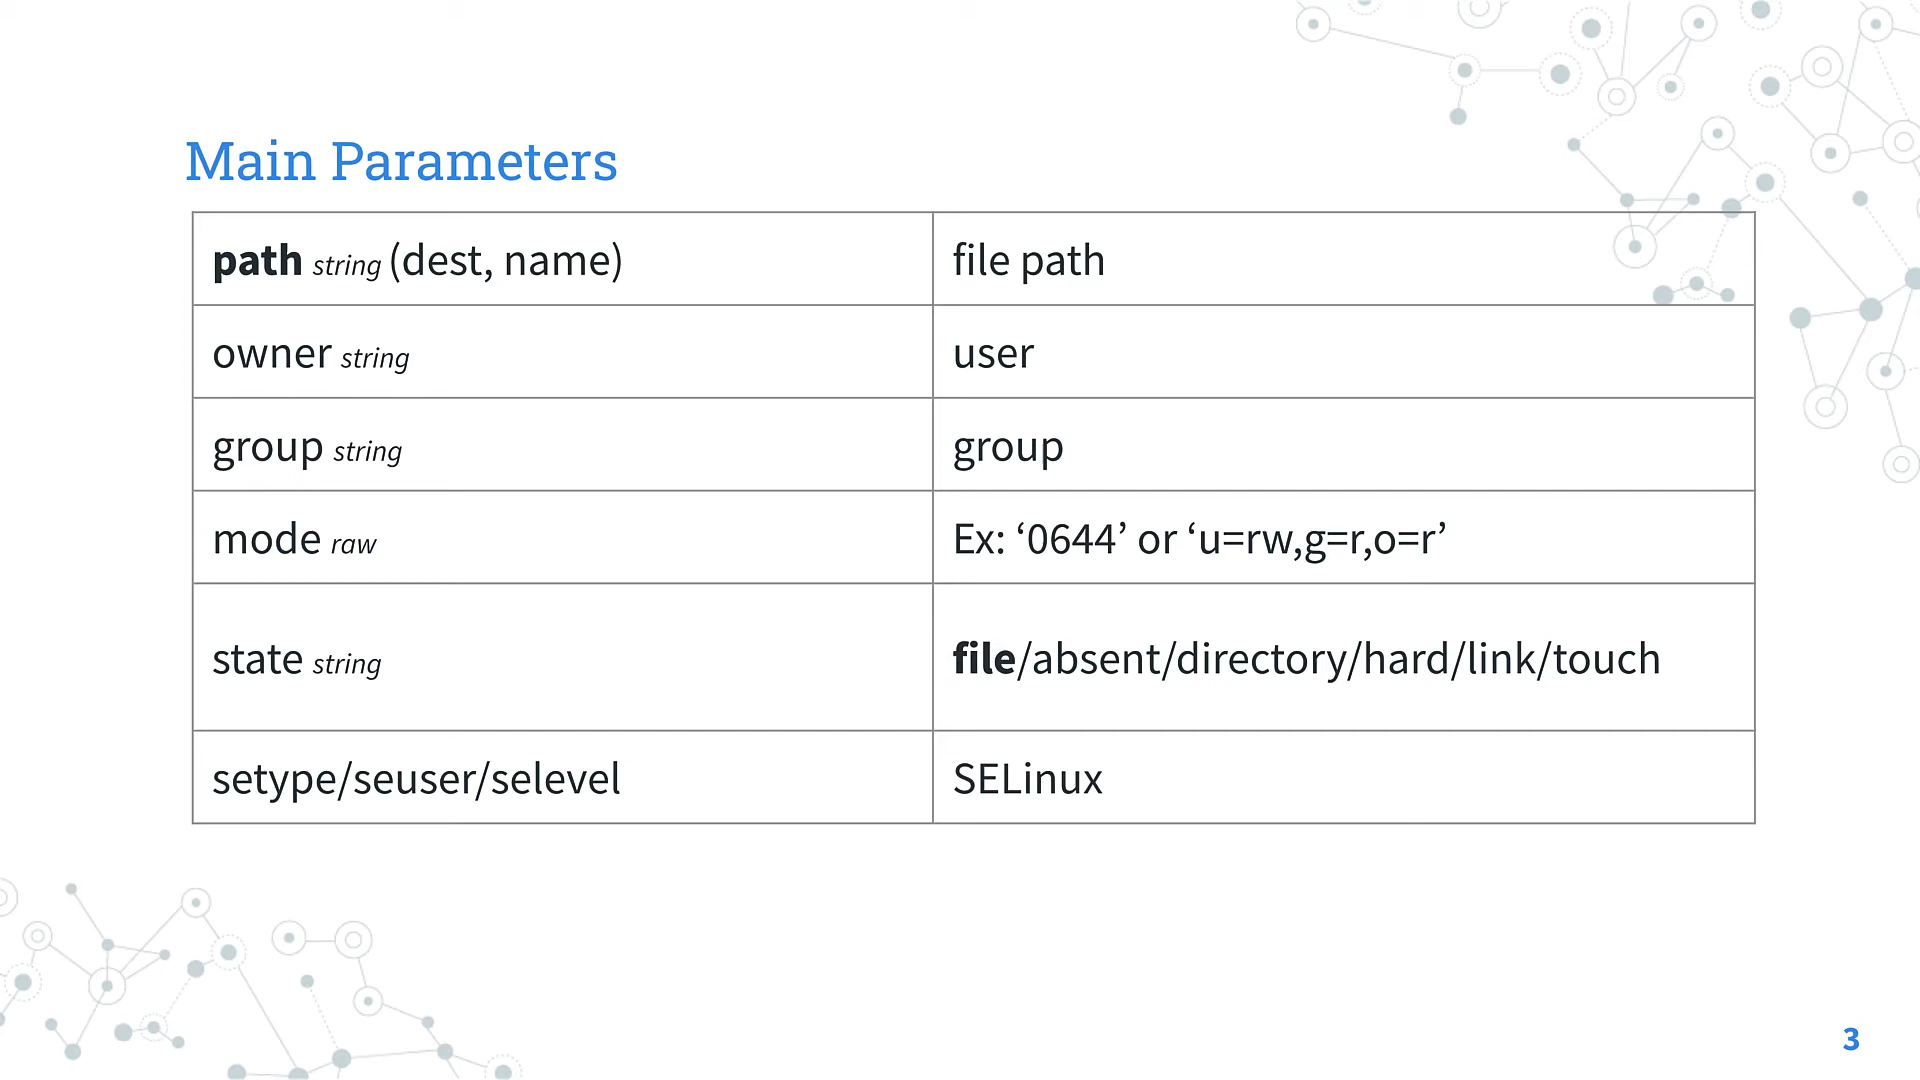 Main Parameters
path string (dest, name)
file path
owner string
user
group string
group
mode raw
Ex: ‘0644’ or ‘u=rw,g=r,o=r’
state string
file/absent/directory/hard/link/touch
setype/seuser/selevel
SELinux
3